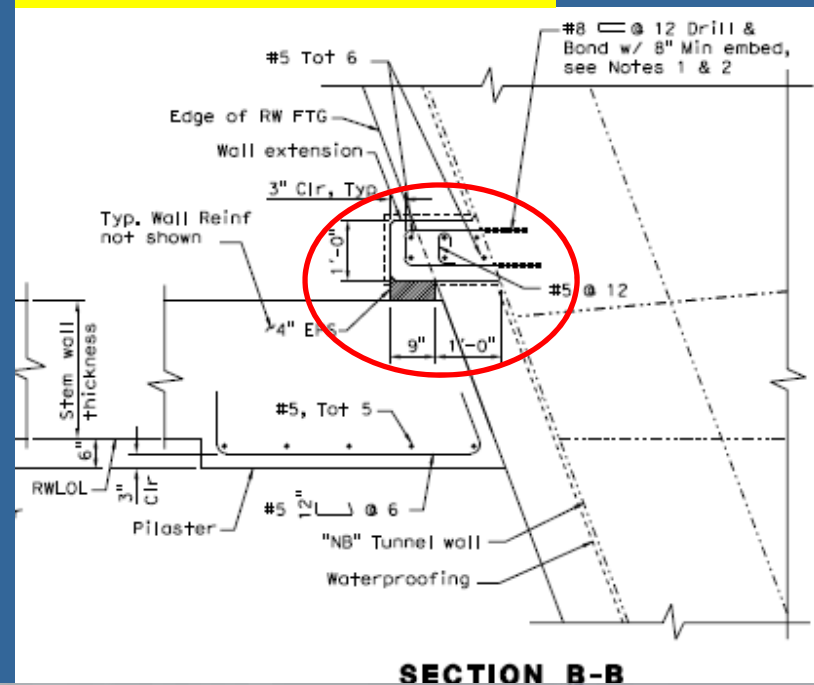 #8 @ 12 Drill &
Bond w/ 8" Min embed,
see Notes 1 & 2
#5 Tot 6
Edge of RW FTG
Wall extension
3" Clr, Typ
Typ. Wall Reinf
not shown
1'-0"
#5 @ 12
4" EPS
9"
1'-0"
Stem wall
thickness
#5, Tot 5
6"
RWLOL
3"
Clr
Pilaster
#5 12" @ 6
"NB" Tunnel wall
Waterproofing
SECTION B-B